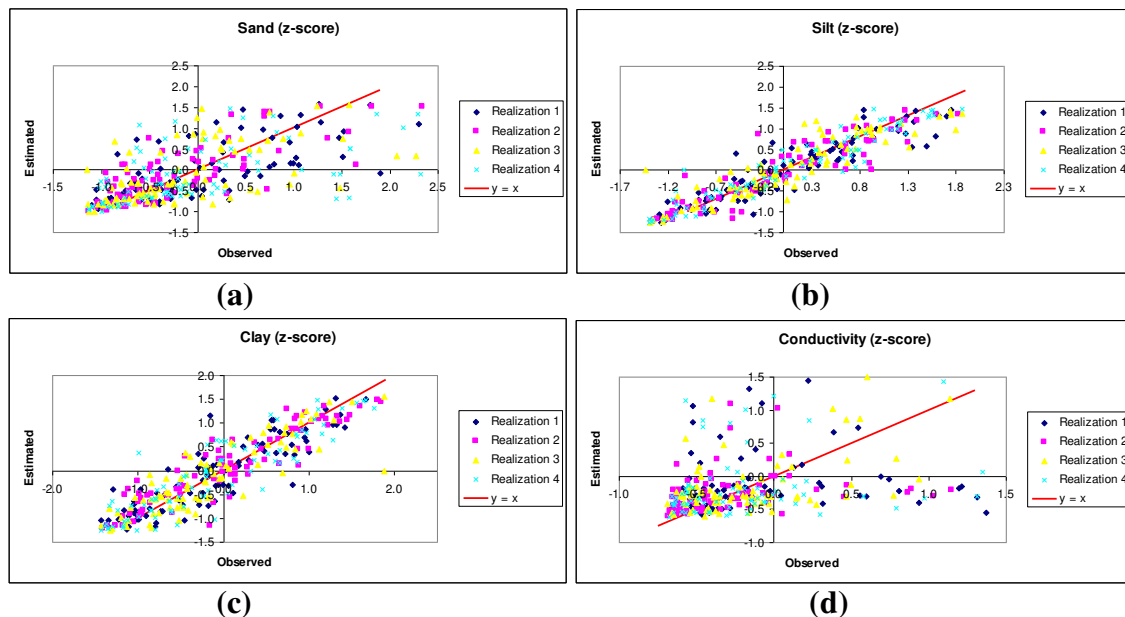 Sand (z-score)
Estimated
2.5
2.0
1.5
1.0
0.5
0.0
-0.5
-1.0
-1.5
-1.5 -1.0 -0.5 0.0 0.5 1.0 1.5 2.0 2.5
Observed
Realization 1
Realization 2
Realization 3
Realization 4
y = x
(a)
Silt (z-score)
Estimated
2.5
2.0
1.5
1.0
0.5
0.0
-0.5
-1.0
-1.5
-1.7 -1.2 -0.7 -0.2 0.3 0.8 1.3 1.8 2.3
Observed
Realization 1
Realization 2
Realization 3
Realization 4
y = x
(b)
Clay (z-score)
Estimated
2.0
1.5
1.0
0.5
0.0
-0.5
-1.0
-1.5
-2.0 -1.0 0.0 1.0 2.0
Observed
Realization 1
Realization 2
Realization 3
Realization 4
y = x
(c)
Conductivity (z-score)
Estimated
1.5
1.0
0.5
0.0
-0.5
-1.0
-1.0 -0.5 0.0 0.5 1.0 1.5
Observed
Realization 1
Realization 2
Realization 3
Realization 4
y = x
(d)